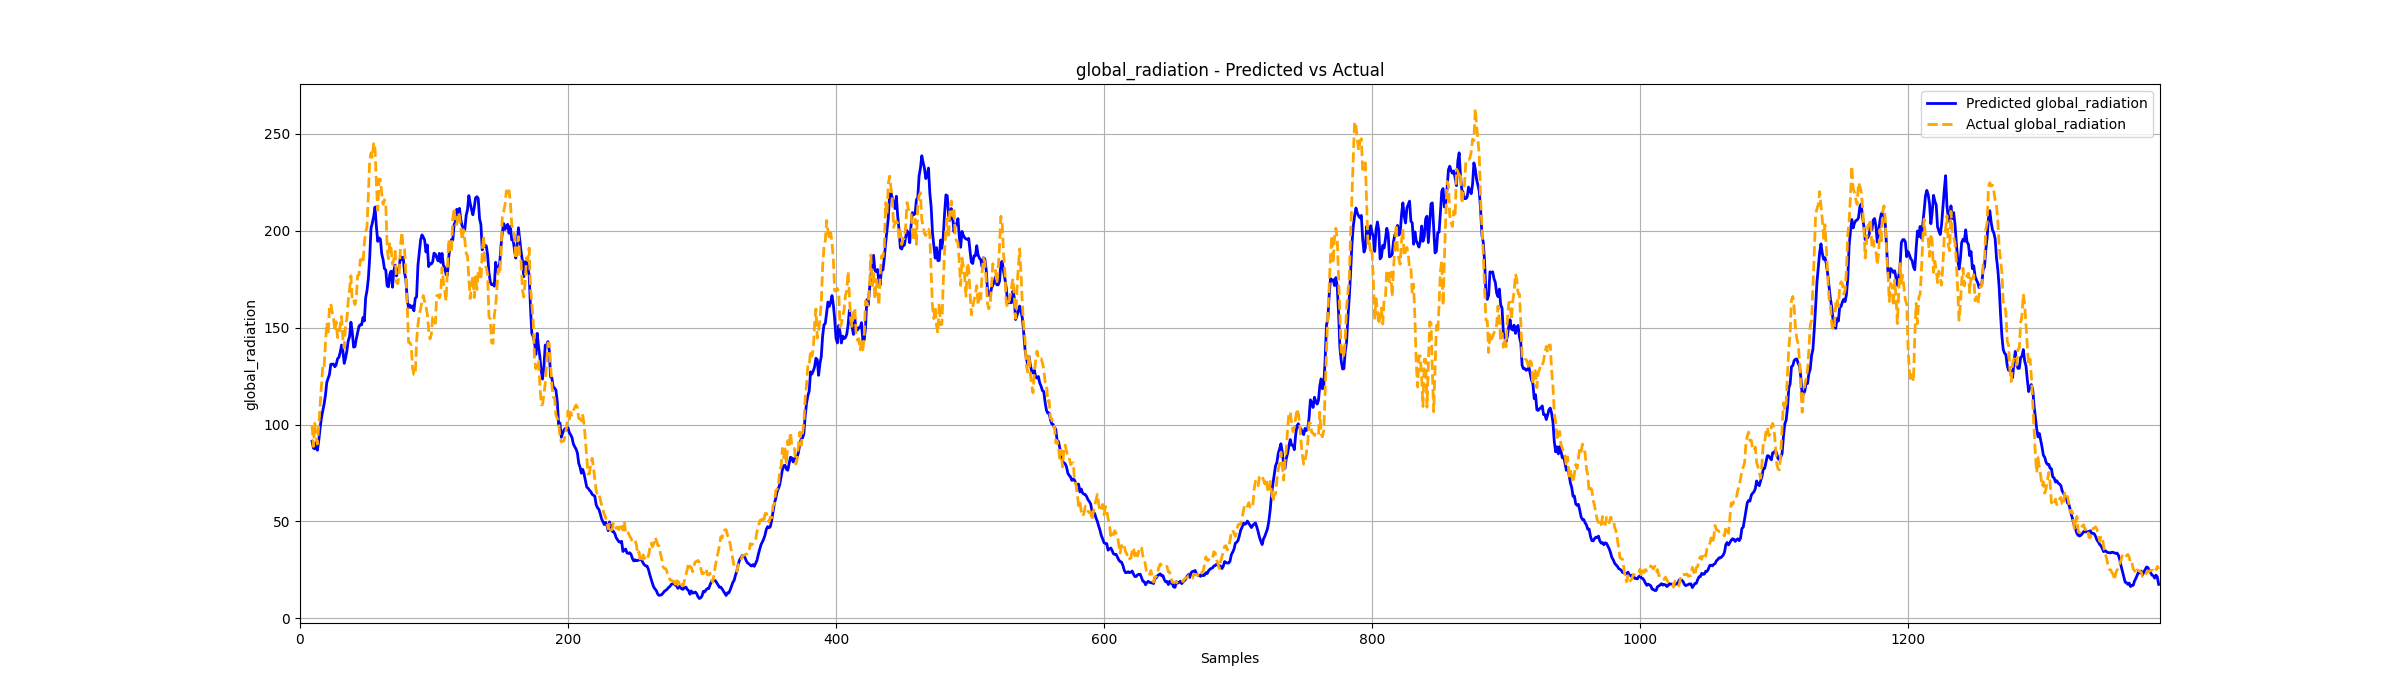 global_radiation - Predicted vs Actual
Predicted global_radiation
Actual global_radiation
global_radiation
250
200
150
100
50
0
0 200 400 600 800 1000 1200
Samples